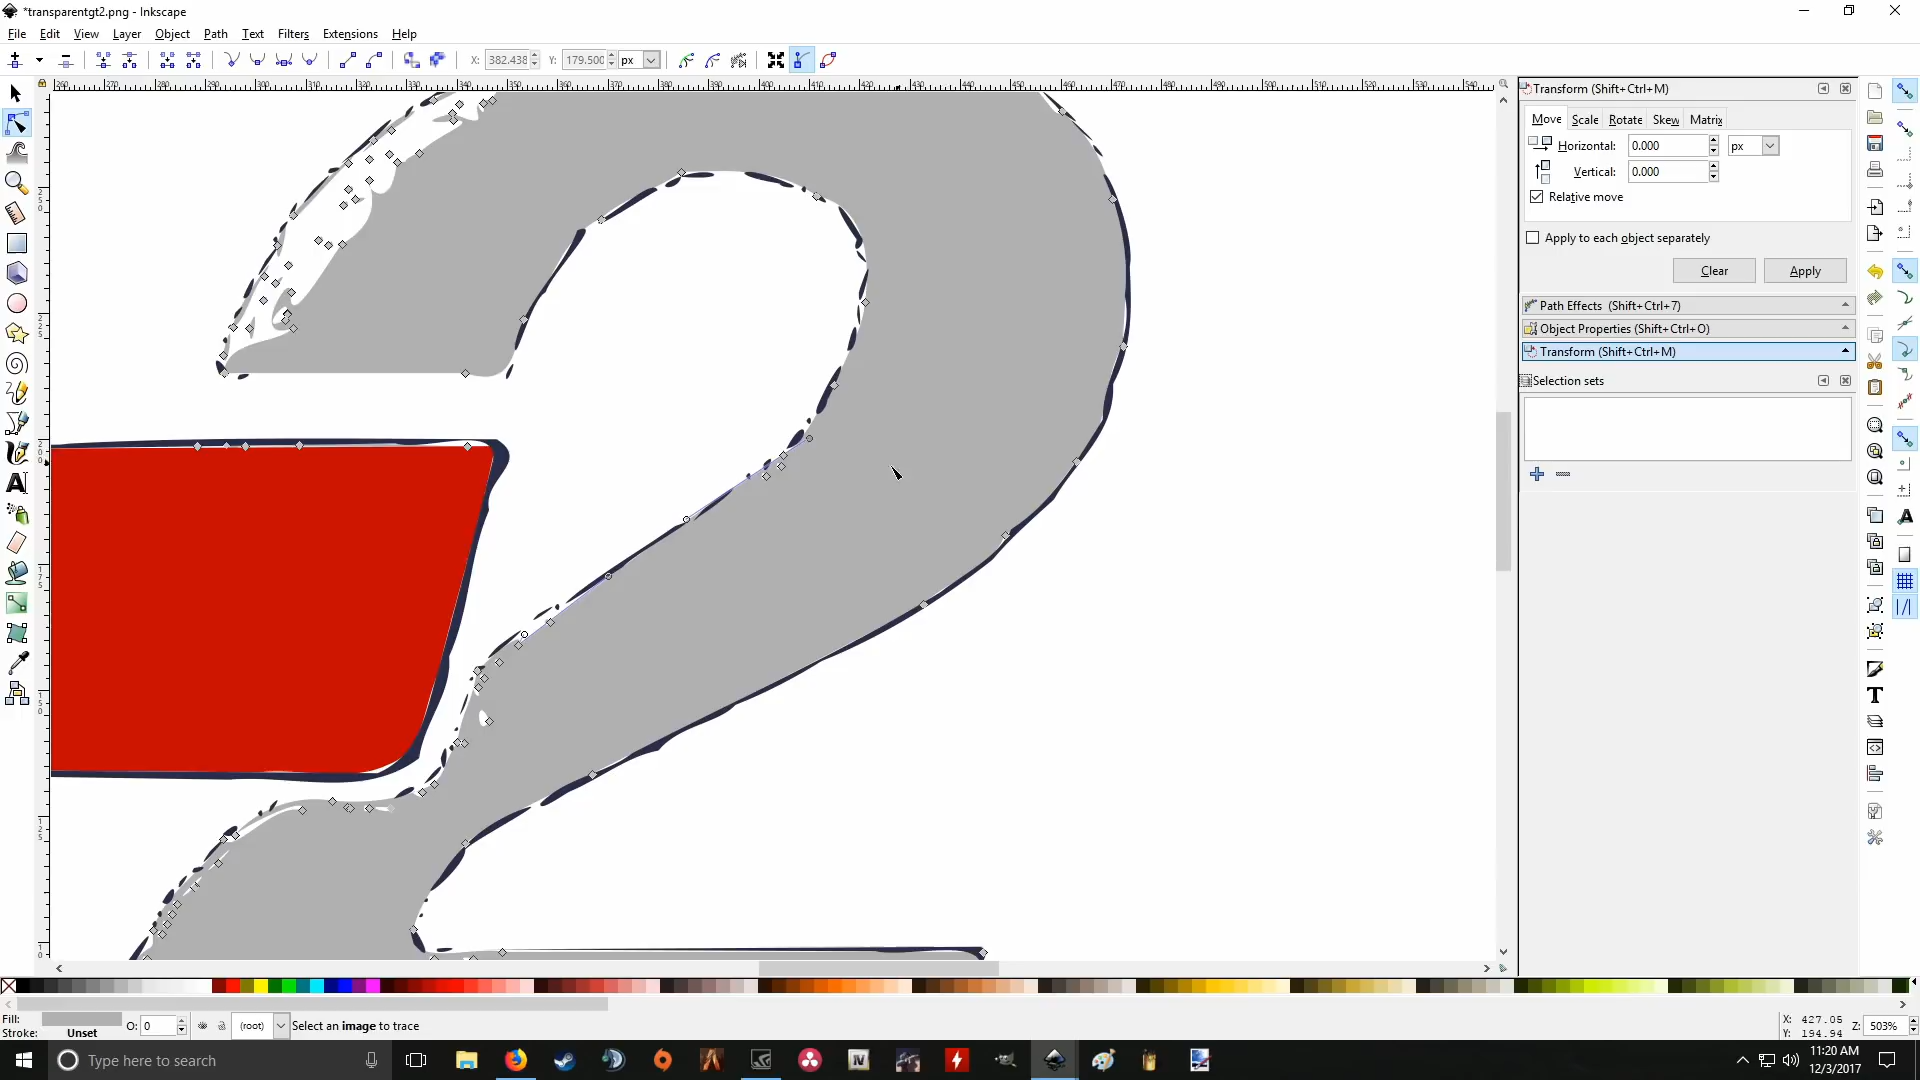 *transparentgt2.png - Inkscape
File Edit View Layer Object Path Text Filters Extensions Help
X: 382.438 Y: 179.500 px
Transform (Shift+Ctrl+M)
Move Scale Rotate Skew Matrix
Horizontal: 0.000 px
Vertical: 0.000
Relative move
Apply to each object separately
Clear Apply
Path Effects (Shift+Ctrl+7)
Object Properties (Shift+Ctrl+O)
Transform (Shift+Ctrl+M)
Selection sets
Fill:
Stroke: Unset
O: 0 (root) Select an image to trace
X: 427.05
Y: 194.94
Z: 503%
Type here to search
11:20 AM
12/3/2017